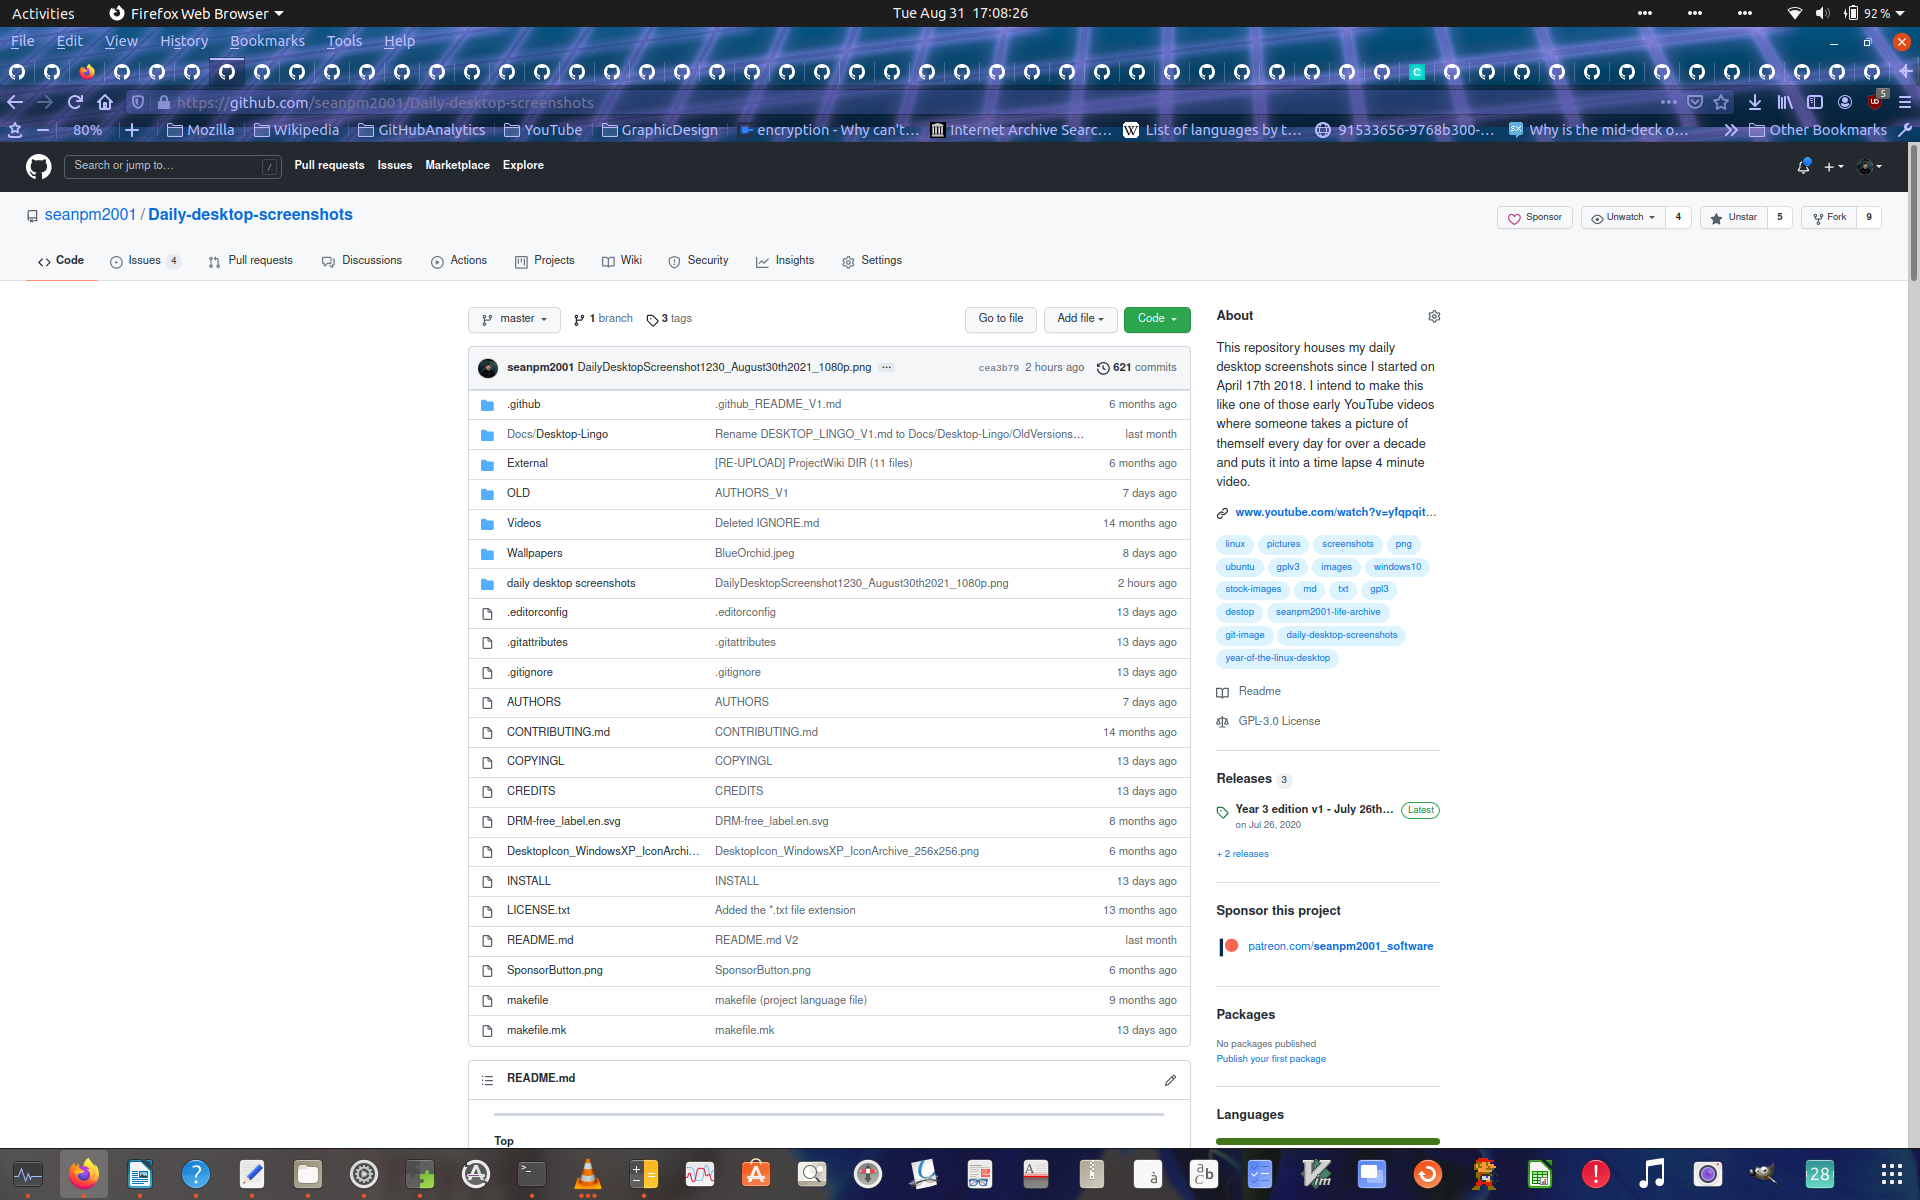 Activities Firefox Web Browser Tue Aug 31 17:08:26 92 %
File Edit View History Bookmarks Tools Help
https://github.com/seanpm2001/Daily-desktop-screenshots 5
80% Mozilla Wikipedia GitHubAnalytics YouTube GraphicDesign encryption - Why can't… Internet Archive Searc… List of languages by t… 91533656-9768b300-… Why is the mid-deck o… Other Bookmarks
Search or jump to… / Pull requests Issues Marketplace Explore
seanpm2001 / Daily-desktop-screenshots Sponsor Unwatch 4 Unstar 5 Fork 9
Code Issues 4 Pull requests Discussions Actions Projects Wiki Security Insights Settings
master 1 branch 3 tags Go to file Add file Code
seanpm2001 DailyDesktopScreenshot1230_August30th2021_1080p.png … cea3b79 2 hours ago 621 commits
.github .github_README_V1.md 6 months ago
Docs/Desktop-Lingo Rename DESKTOP_LINGO_V1.md to Docs/Desktop-Lingo/OldVersions… last month
External [RE-UPLOAD] ProjectWiki DIR (11 files) 6 months ago
OLD AUTHORS_V1 7 days ago
Videos Deleted IGNORE.md 14 months ago
Wallpapers BlueOrchid.jpeg 8 days ago
daily desktop screenshots DailyDesktopScreenshot1230_August30th2021_1080p.png 2 hours ago
.editorconfig .editorconfig 13 days ago
.gitattributes .gitattributes 13 days ago
.gitignore .gitignore 13 days ago
AUTHORS AUTHORS 7 days ago
CONTRIBUTING.md CONTRIBUTING.md 14 months ago
COPYINGL COPYINGL 13 days ago
CREDITS CREDITS 13 days ago
DRM-free_label.en.svg DRM-free_label.en.svg 8 months ago
DesktopIcon_WindowsXP_IconArchi… DesktopIcon_WindowsXP_IconArchive_256x256.png 6 months ago
INSTALL INSTALL 13 days ago
LICENSE.txt Added the *.txt file extension 13 months ago
README.md README.md V2 last month
SponsorButton.png SponsorButton.png 6 months ago
makefile makefile (project language file) 9 months ago
makefile.mk makefile.mk 13 days ago
README.md
Top
About
This repository houses my daily
desktop screenshots since I started on
April 17th 2018. I intend to make this
like one of those early YouTube videos
where someone takes a picture of
themself every day for over a decade
and puts it into a time lapse 4 minute
video.
www.youtube.com/watch?v=yfqpqit…
linux pictures screenshots png
ubuntu gplv3 images windows10
stock-images md txt gpl3
destop seanpm2001-life-archive
git-image daily-desktop-screenshots
year-of-the-linux-desktop
Readme
GPL-3.0 License
Releases 3
Year 3 edition v1 - July 26th… Latest
on Jul 26, 2020
+ 2 releases
Sponsor this project
patreon.com/seanpm2001_software
Packages
No packages published
Publish your first package
Languages
28